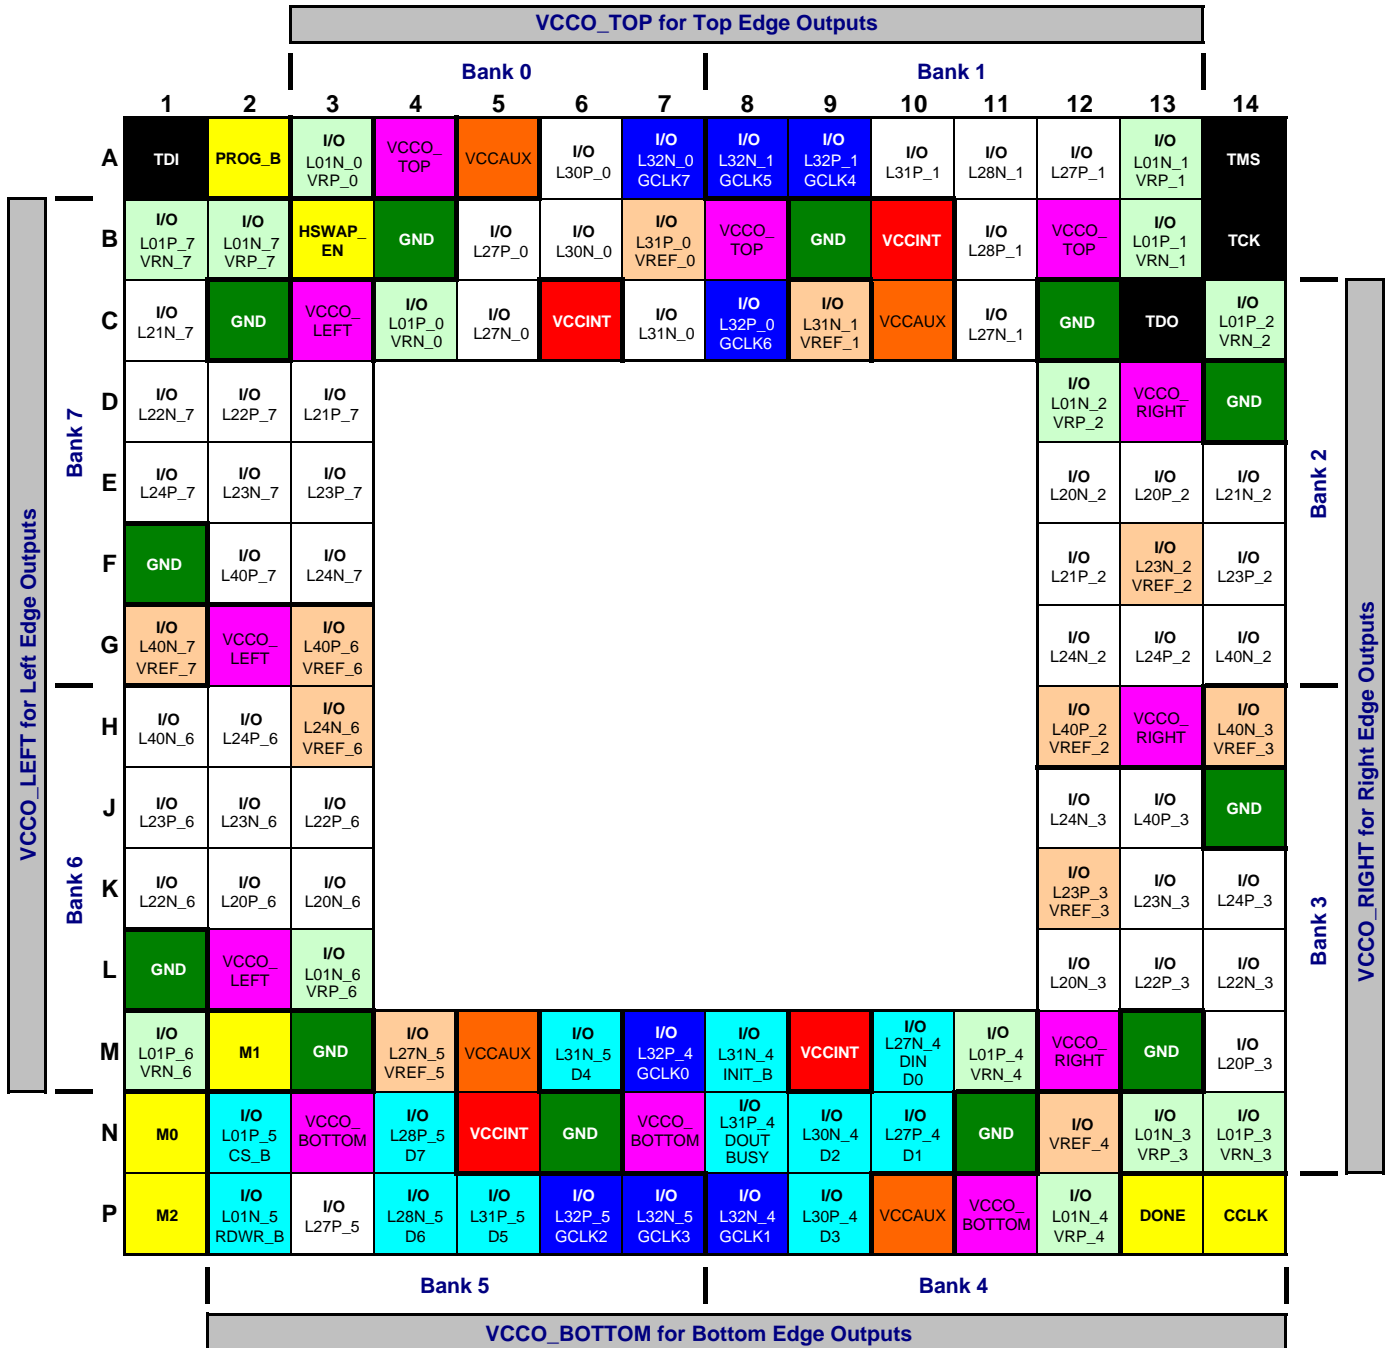 VCCO_TOP for Top Edge Outputs
Bank 0 Bank 1
1 2 3 4 5 6 7 8 9 10 11 12 13 14
A
TDI
PROG_B
I/O
L01N_0
VRP_0
VCCO_
TOP
VCCAUX
I/O
L30P_0
I/O
L32N_0
GCLK7
I/O
L32N_1
GCLK5
I/O
L32P_1
GCLK4
I/O
L31P_1
I/O
L28N_1
I/O
L27P_1
I/O
L01N_1
VRP_1
TMS
B
I/O
L01P_7
VRN_7
I/O
L01N_7
VRP_7
HSWAP_
EN
GND
I/O
L27P_0
I/O
L30N_0
I/O
L31P_0
VREF_0
VCCO_
TOP
GND
VCCINT
I/O
L28P_1
VCCO_
TOP
I/O
L01P_1
VRN_1
TCK
C
I/O
L21N_7
GND
VCCO_
LEFT
I/O
L01P_0
VRN_0
I/O
L27N_0
VCCINT
I/O
L31N_0
I/O
L32P_0
GCLK6
I/O
L31N_1
VREF_1
VCCAUX
I/O
L27N_1
GND
TDO
I/O
L01P_2
VRN_2
D
I/O
L22N_7
I/O
L22P_7
I/O
L21P_7
I/O
L01N_2
VRP_2
VCCO_
RIGHT
GND
E
I/O
L24P_7
I/O
L23N_7
I/O
L23P_7
I/O
L20N_2
I/O
L20P_2
I/O
L21N_2
F
GND
I/O
L40P_7
I/O
L24N_7
I/O
L21P_2
I/O
L23N_2
VREF_2
I/O
L23P_2
G
I/O
L40N_7
VREF_7
VCCO_
LEFT
I/O
L40P_6
VREF_6
I/O
L24N_2
I/O
L24P_2
I/O
L40N_2
H
I/O
L40N_6
I/O
L24P_6
I/O
L24N_6
VREF_6
I/O
L40P_2
VREF_2
VCCO_
RIGHT
I/O
L40N_3
VREF_3
J
I/O
L23P_6
I/O
L23N_6
I/O
L22P_6
I/O
L24N_3
I/O
L40P_3
GND
K
I/O
L22N_6
I/O
L20P_6
I/O
L20N_6
I/O
L23P_3
VREF_3
I/O
L23N_3
I/O
L24P_3
L
GND
VCCO_
LEFT
I/O
L01N_6
VRP_6
I/O
L20N_3
I/O
L22P_3
I/O
L22N_3
M
I/O
L01P_6
VRN_6
M1
GND
I/O
L27N_5
VREF_5
VCCAUX
I/O
L31N_5
D4
I/O
L32P_4
GCLK0
I/O
L31N_4
INIT_B
VCCINT
I/O
L27N_4
DIN
D0
I/O
L01P_4
VRN_4
VCCO_
RIGHT
GND
I/O
L20P_3
N
M0
I/O
L01P_5
CS_B
VCCO_
BOTTOM
I/O
L28P_5
D7
VCCINT
GND
VCCO_
BOTTOM
I/O
L31P_4
DOUT
BUSY
I/O
L30N_4
D2
I/O
L27P_4
D1
GND
I/O
VREF_4
I/O
L01N_3
VRP_3
I/O
L01P_3
VRN_3
P
M2
I/O
L01N_5
RDWR_B
I/O
L27P_5
I/O
L28N_5
D6
I/O
L31P_5
D5
I/O
L32P_5
GCLK2
I/O
L32N_5
GCLK3
I/O
L32N_4
GCLK1
I/O
L30P_4
D3
VCCAUX
VCCO_
BOTTOM
I/O
L01N_4
VRP_4
DONE
CCLK
VCCO_LEFT for Left Edge Outputs
Bank 7
Bank 6
Bank 2
Bank 3
VCCO_RIGHT for Right Edge Outputs
Bank 5 Bank 4
VCCO_BOTTOM for Bottom Edge Outputs